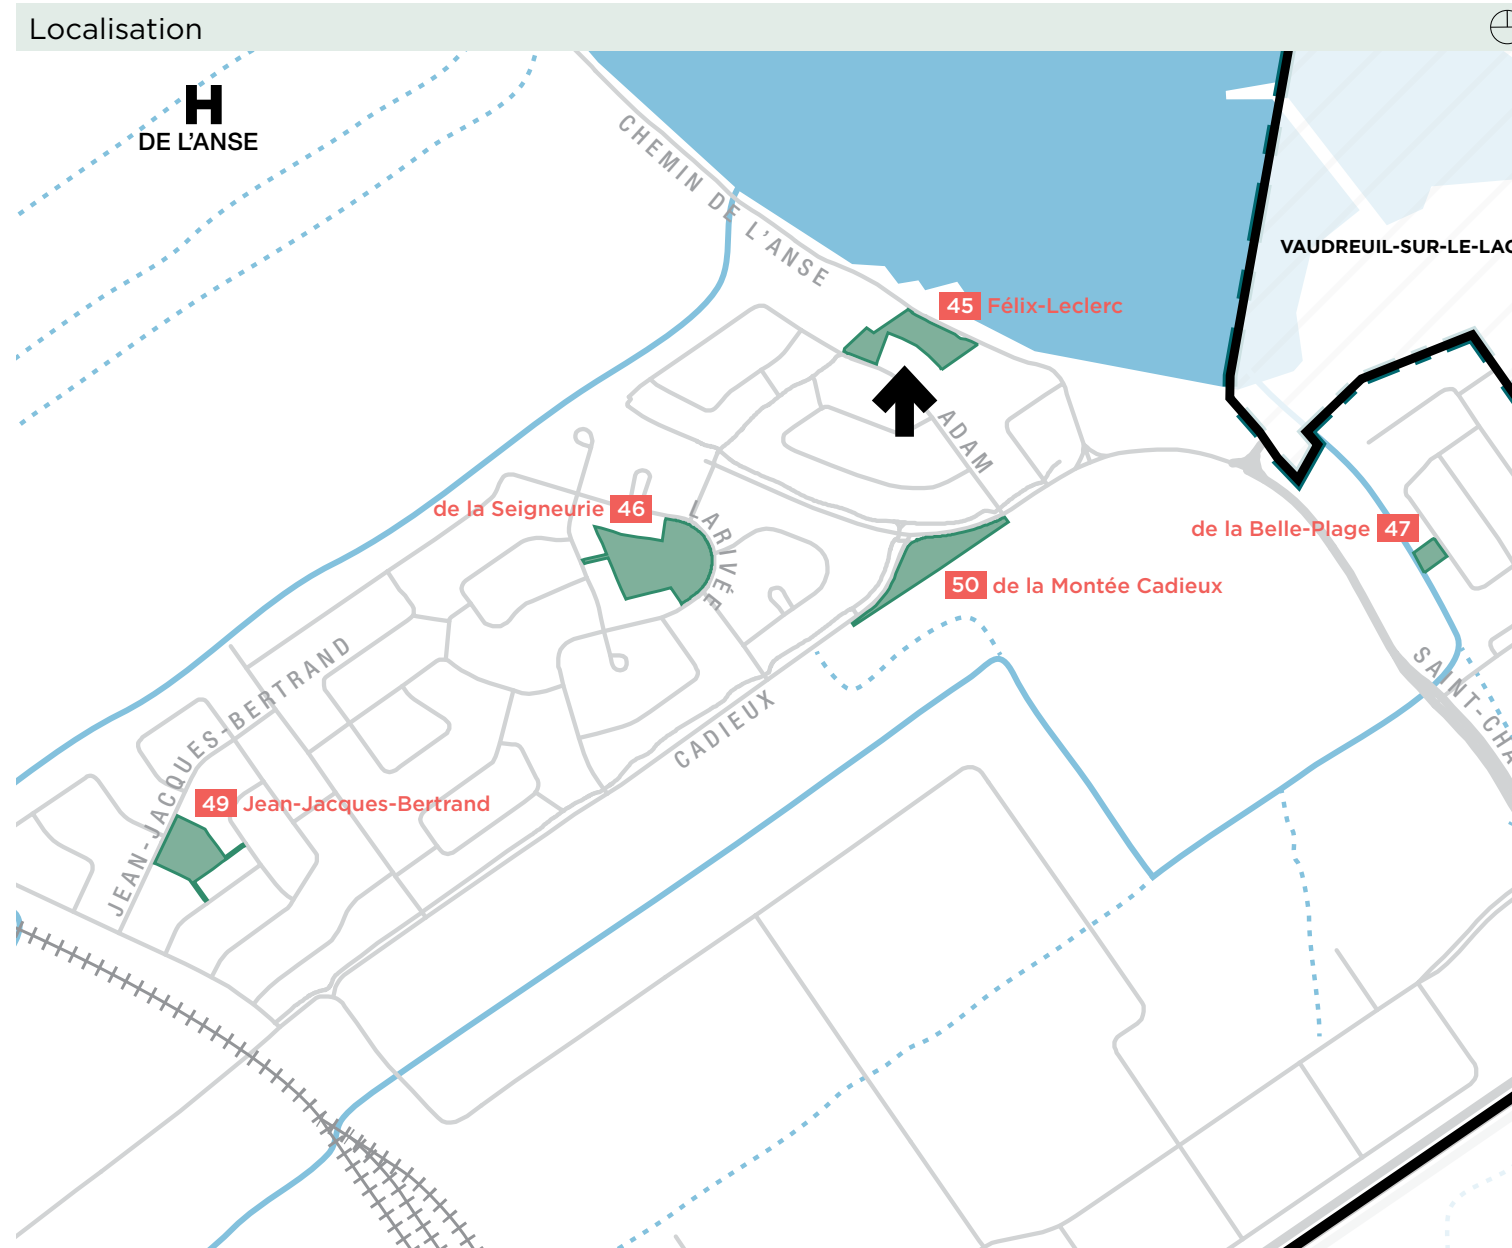 Localisation
H
DE L'ANSE
CHEMIN DE L'ANSE
VAUDREUIL-SUR-LE-LAC
45 Félix-Leclerc
ADAM
de la Seigneurie 46
LARIVÉE
de la Belle-Plage 47
50 de la Montée Cadieux
JEAN-JACQUES-BERTRAND
SAINT-CHA
CADIEUX
49 Jean-Jacques-Bertrand